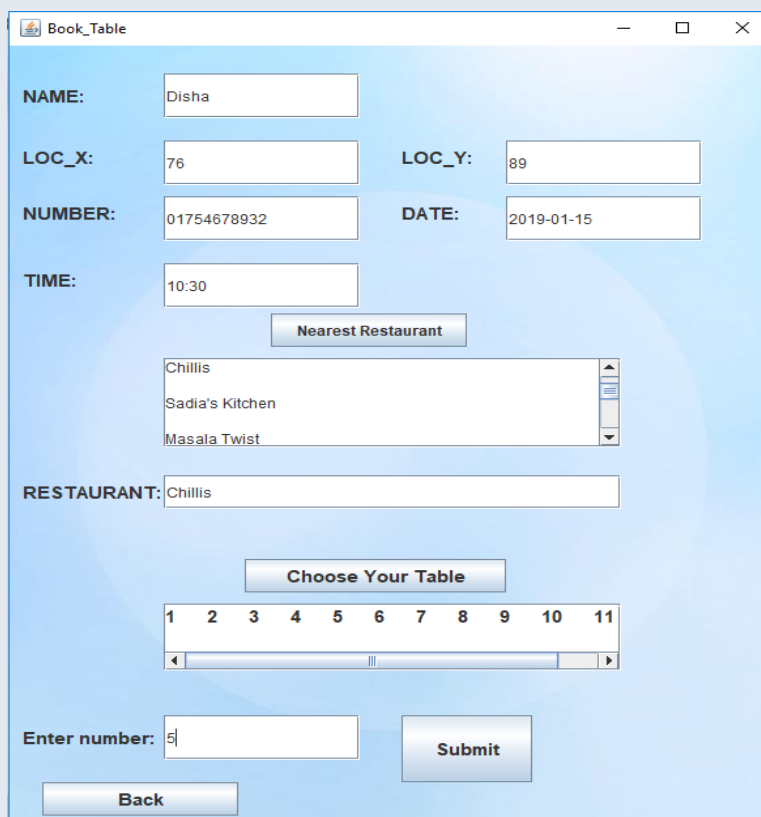 Book_Table
NAME: Disha
LOC_X: 76 LOC_Y: 89
NUMBER: 01754678932 DATE: 2019-01-15
TIME: 10:30
Nearest Restaurant
Chillis
Sadia's Kitchen
Masala Twist
RESTAURANT: Chillis
Choose Your Table
1 2 3 4 5 6 7 8 9 10 11
Enter number: 5 Submit
Back